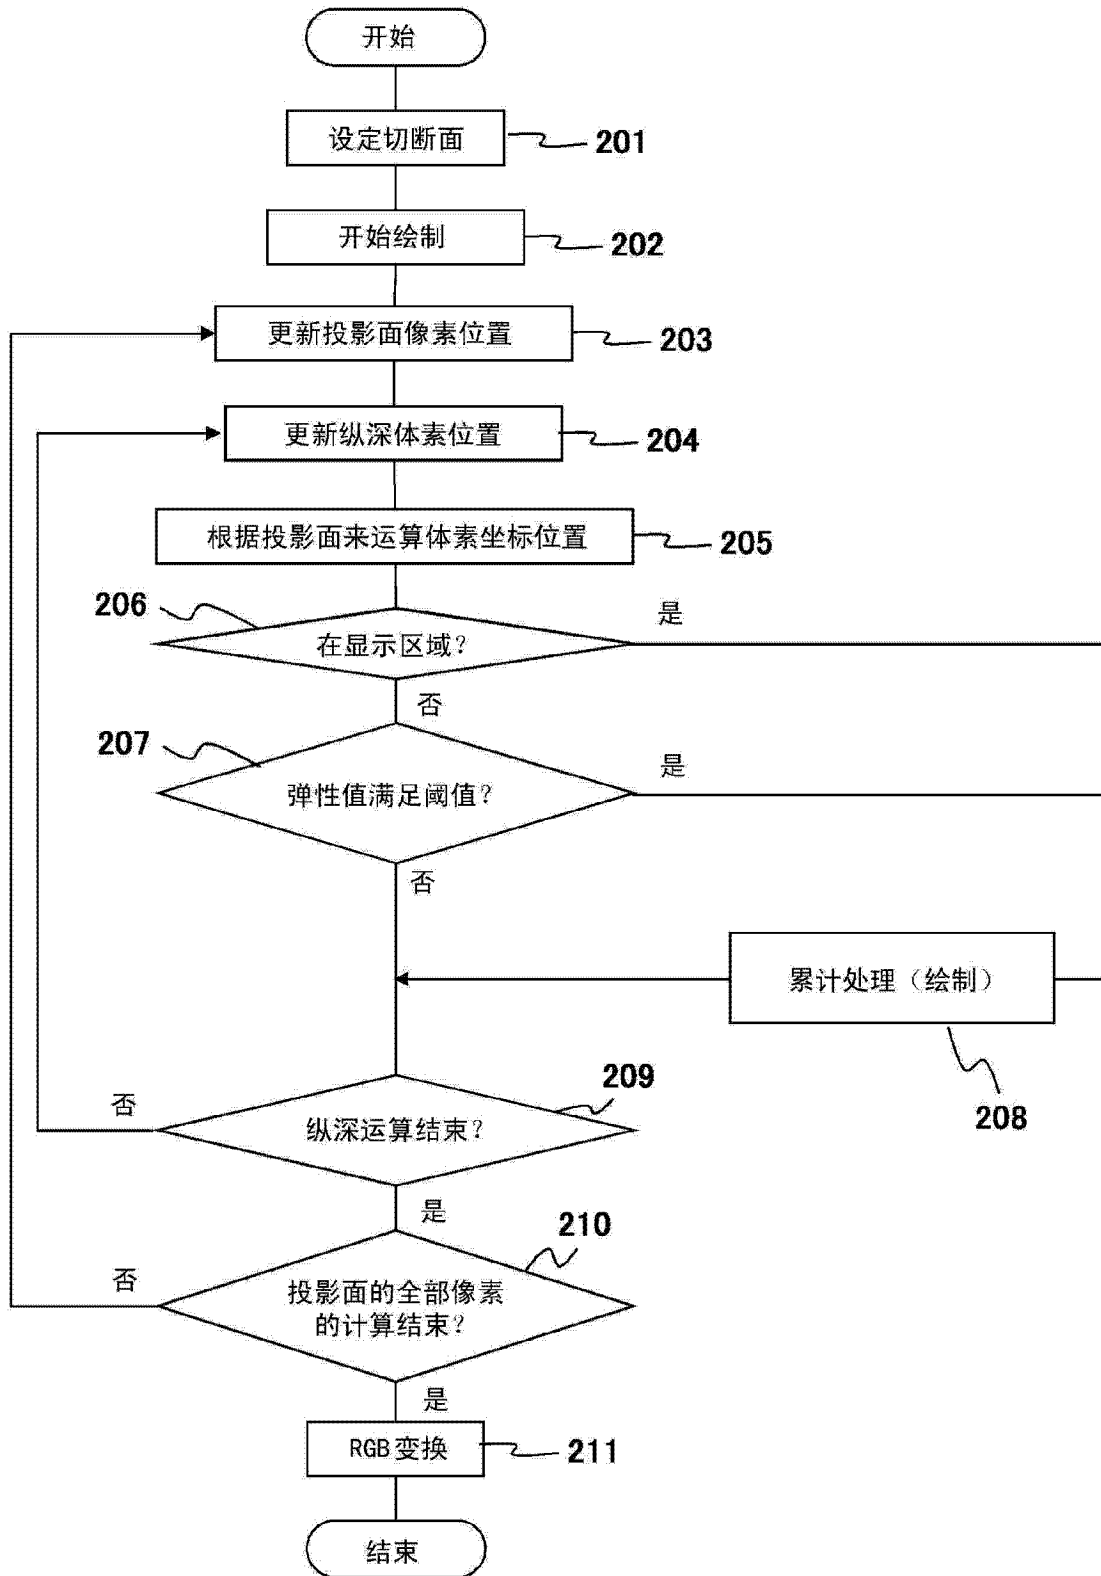 开始
设定切断面
201
开始绘制
202
更新投影面像素位置
203
更新纵深体素位置
204
根据投影面来运算体素坐标位置
205
206
在显示区域?
是
否
207
弹性值满足阈值?
是
否
累计处理（绘制）
208
209
否
纵深运算结束?
是
210
否
投影面的全部像素
的计算结束?
是
RGB变换
211
结束